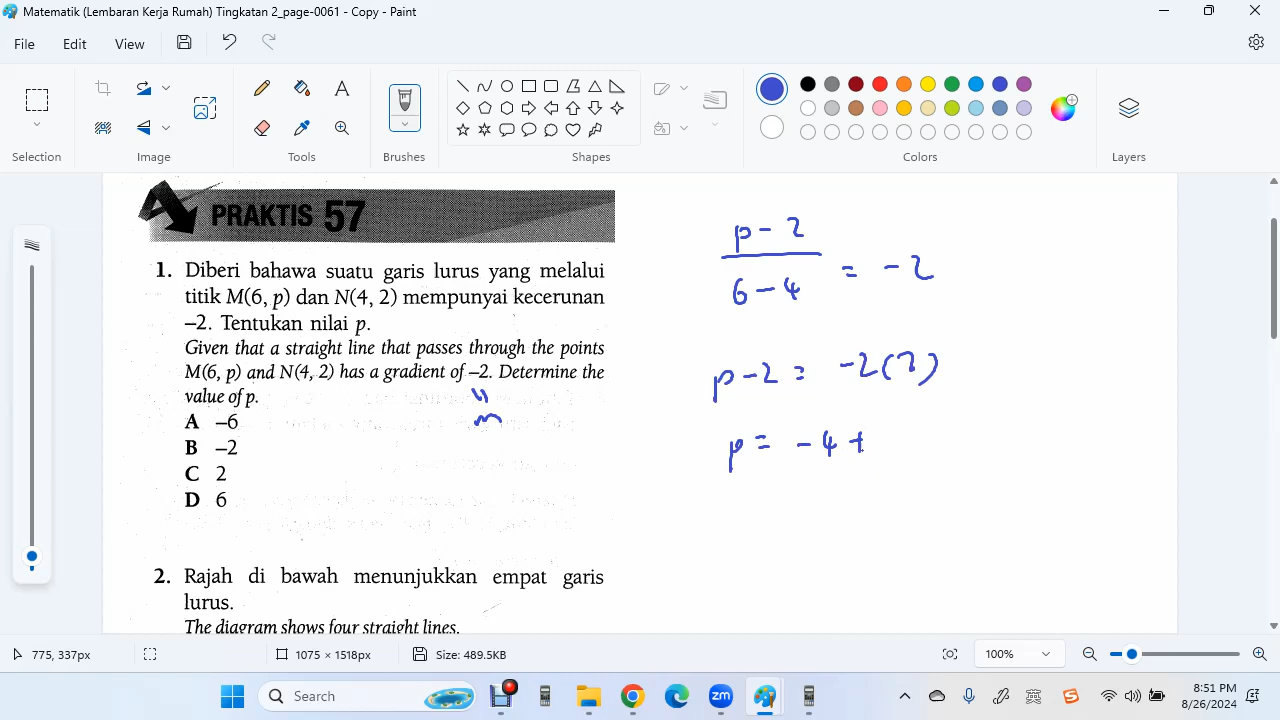 Matematik (Lembaran Kerja Rumah) Tingkatan 2_page-0061 - Copy - Paint
File Edit View
Selection Image Tools Brushes Shapes Colors Layers
PRAKTIS 57
1. Diberi bahawa suatu garis lurus yang melalui
titik M(6, p) dan N(4, 2) mempunyai kecerunan
–2. Tentukan nilai p.
Given that a straight line that passes through the points
M(6, p) and N(4, 2) has a gradient of –2. Determine the
value of p.
m
A –6
B –2
C 2
D 6
2. Rajah di bawah menunjukkan empat garis
lurus.
The diagram shows four straight lines.
p - 2
6 - 4 = - 2
p - 2 = -2(2)
p = - 4 +
775, 337px 1075 × 1518px Size: 489.5KB 100%
Search zm 英 S 8:51 PM
8/26/2024